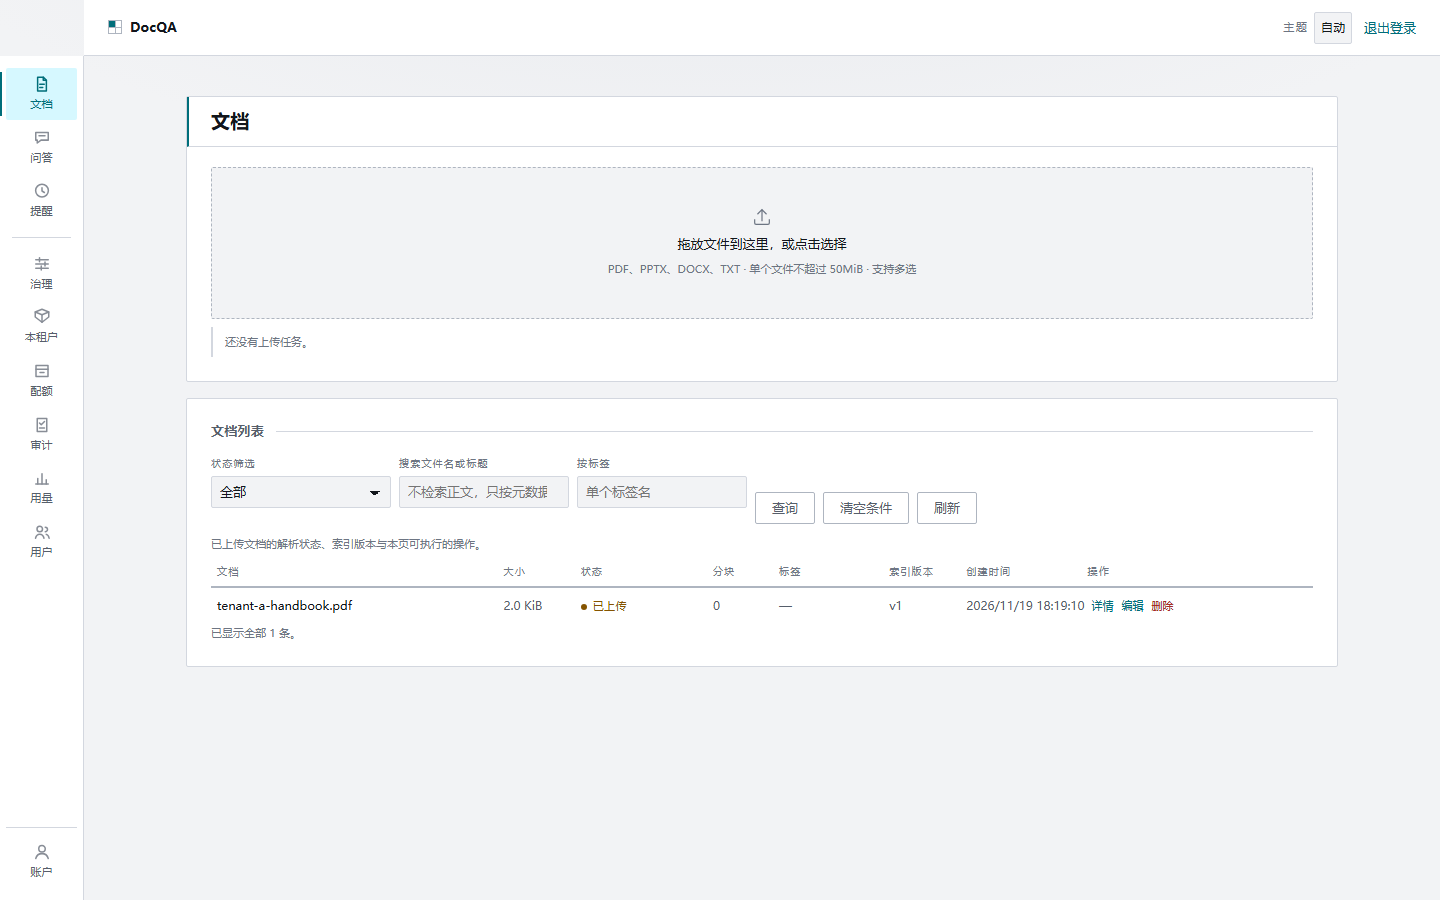 DocQA
主题 自动 退出登录
文档
问答
提醒
治理
本租户
配额
审计
用量
用户
账户
文档
拖放文件到这里，或点击选择
PDF、PPTX、DOCX、TXT · 单个文件不超过 50MiB · 支持多选
还没有上传任务。
文档列表
状态筛选 搜索文件名或标题 按标签
全部 不检索正文，只按元数据 单个标签名 查询 清空条件 刷新
已上传文档的解析状态、索引版本与本页可执行的操作。
文档 大小 状态 分块 标签 索引版本 创建时间 操作
tenant-a-handbook.pdf 2.0 KiB 已上传 0 — v1 2026/11/19 18:19:10 详情 编辑 删除
已显示全部 1 条。